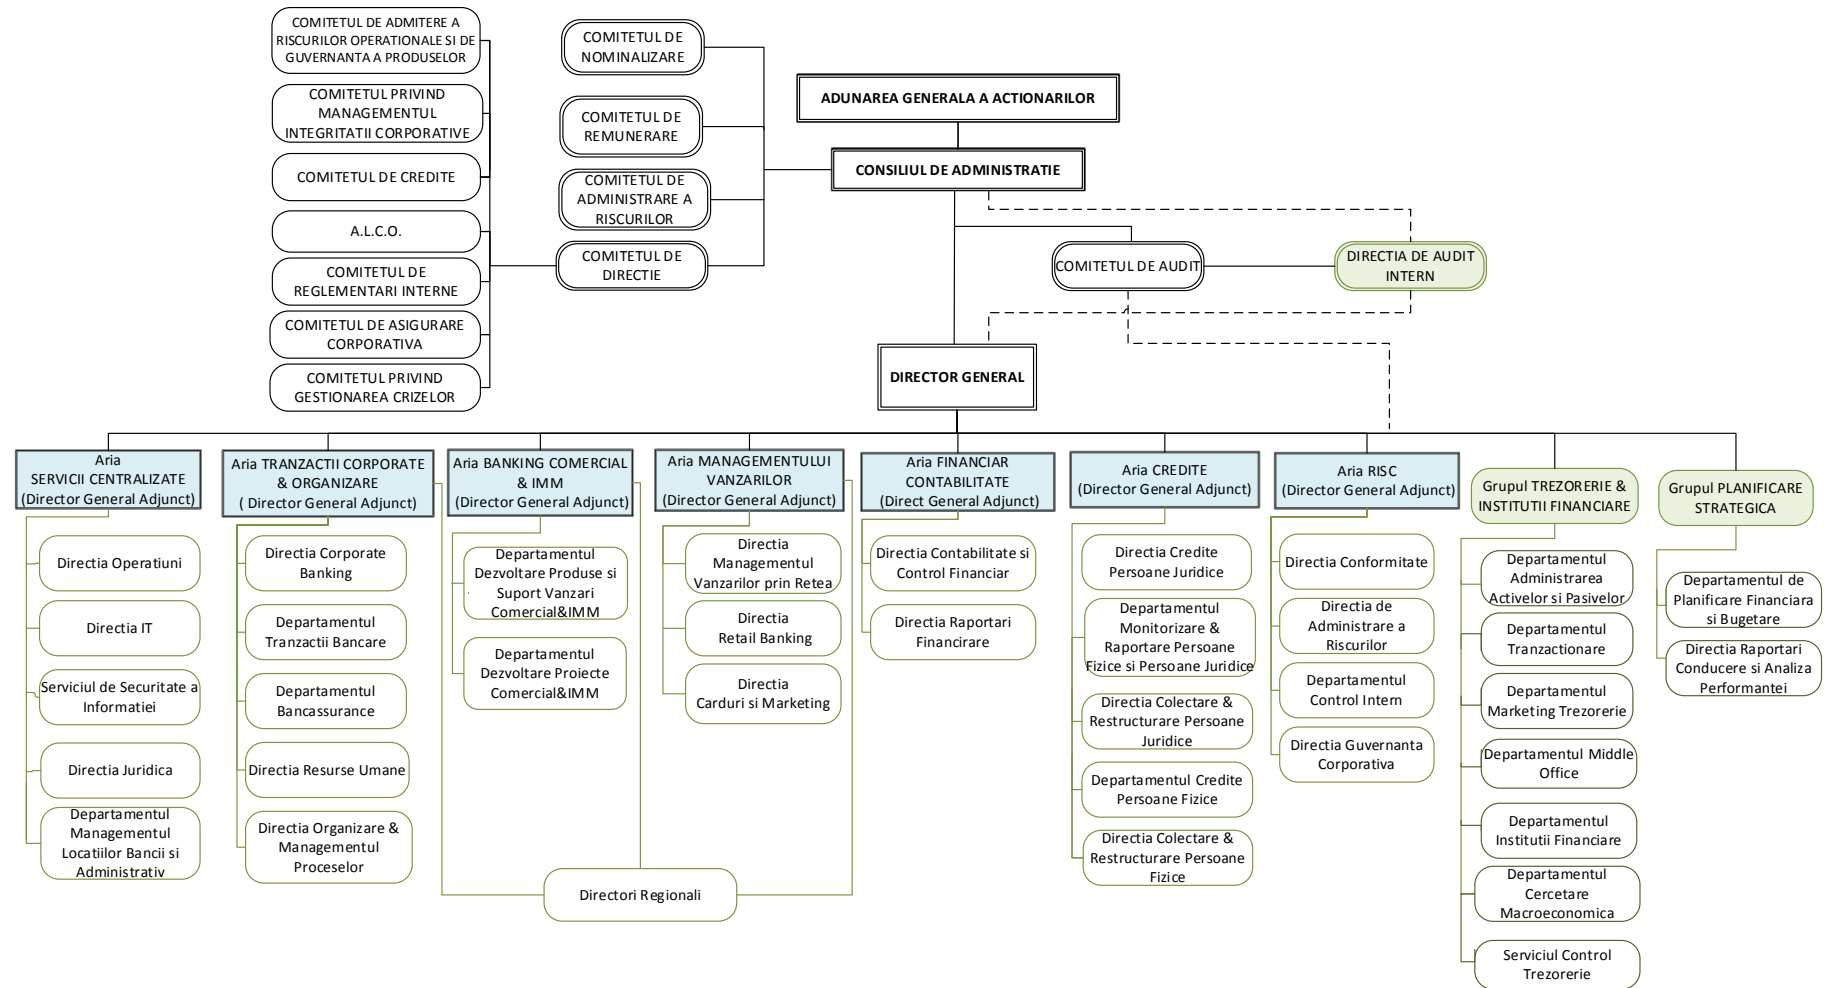 COMITETUL DE ADMITERE A
RISCURILOR OPERATIONALE SI DE
GUVERNANTA A PRODUSELOR
COMITETUL PRIVIND
MANAGEMENTUL
INTEGRITATII CORPORATIVE
COMITETUL DE CREDITE
A.L.C.O.
COMITETUL DE
REGLEMENTARI INTERNE
COMITETUL DE ASIGURARE
CORPORATIVA
COMITETUL PRIVIND
GESTIONAREA CRIZELOR
COMITETUL DE
NOMINALIZARE
COMITETUL DE
REMUNERARE
COMITETUL DE
ADMINISTRARE A
RISCURILOR
COMITETUL DE
DIRECTIE
ADUNAREA GENERALA A ACTIONARILOR
CONSILIUL DE ADMINISTRATIE
COMITETUL DE AUDIT
DIRECTIA DE AUDIT
INTERN
DIRECTOR GENERAL
Aria
SERVICII CENTRALIZATE
(Director General Adjunct)
Directia Operatiuni
Directia IT
Serviciul de Securitate a
Informatiei
Directia Juridica
Departamentul
Managementul
Locatiilor Bancii si
Administrativ
Aria TRANZACTII CORPORATE
& ORGANIZARE
( Director General Adjunct)
Directia Corporate
Banking
Departamentul
Tranzactii Bancare
Departamentul
Bancassurance
Directia Resurse Umane
Directia Organizare &
Managementul
Proceselor
Aria BANKING COMERCIAL
& IMM
(Director General Adjunct)
Departamentul
Dezvoltare Produse si
Suport Vanzari
Comercial&IMM
Departamentul
Dezvoltare Proiecte
Comercial&IMM
Aria MANAGEMENTULUI
VANZARILOR
(Director General Adjunct)
Directia
Managementul
Vanzarilor prin Retea
Directia
Retail Banking
Directia
Carduri si Marketing
Directori Regionali
Aria FINANCIAR
CONTABILITATE
(Direct General Adjunct)
Directia Contabilitate si
Control Financiar
Directia Raportari
Financirare
Aria CREDITE
(Director General Adjunct)
Directia Credite
Persoane Juridice
Departamentul
Monitorizare &
Raportare Persoane
Fizice si Persoane Juridice
Directia Colectare &
Restructurare Persoane
Juridice
Departamentul Credite
Persoane Fizice
Directia Colectare &
Restructurare Persoane
Fizice
Aria RISC
(Director General Adjunct)
Directia Conformitate
Directia de
Administrare a
Riscurilor
Departamentul
Control Intern
Directia Guvernanta
Corporativa
Grupul TREZORERIE &
INSTITUTII FINANCIARE
Departamentul
Administrarea
Activelor si Pasivelor
Departamentul
Tranzactionare
Departamentul
Marketing Trezorerie
Departamentul Middle
Office
Departamentul
Institutii Financiare
Departamentul
Cercetare
Macroeconomica
Serviciul Control
Trezorerie
Grupul PLANIFICARE
STRATEGICA
Departamentul de
Planificare Financiara
si Bugetare
Directia Raportari
Conducere si Analiza
Performantei